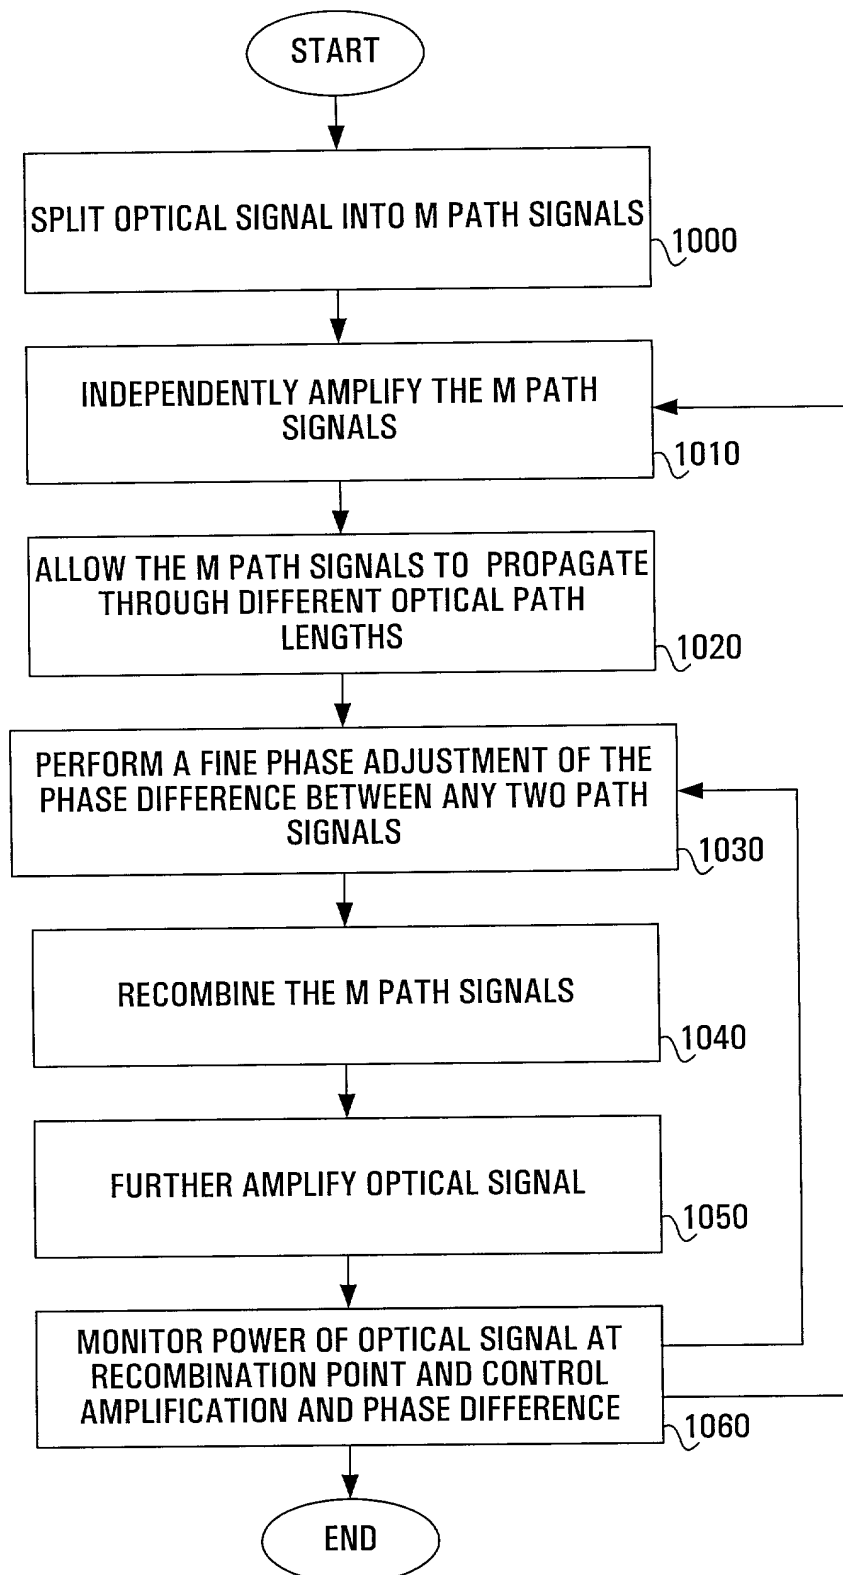 START
SPLIT OPTICAL SIGNAL INTO M PATH SIGNALS
1000
INDEPENDENTLY AMPLIFY THE M PATH
SIGNALS
1010
ALLOW THE M PATH SIGNALS TO PROPAGATE
THROUGH DIFFERENT OPTICAL PATH
LENGTHS
1020
PERFORM A FINE PHASE ADJUSTMENT OF THE
PHASE DIFFERENCE BETWEEN ANY TWO PATH
SIGNALS
1030
RECOMBINE THE M PATH SIGNALS
1040
FURTHER AMPLIFY OPTICAL SIGNAL
1050
MONITOR POWER OF OPTICAL SIGNAL AT
RECOMBINATION POINT AND CONTROL
AMPLIFICATION AND PHASE DIFFERENCE
1060
END